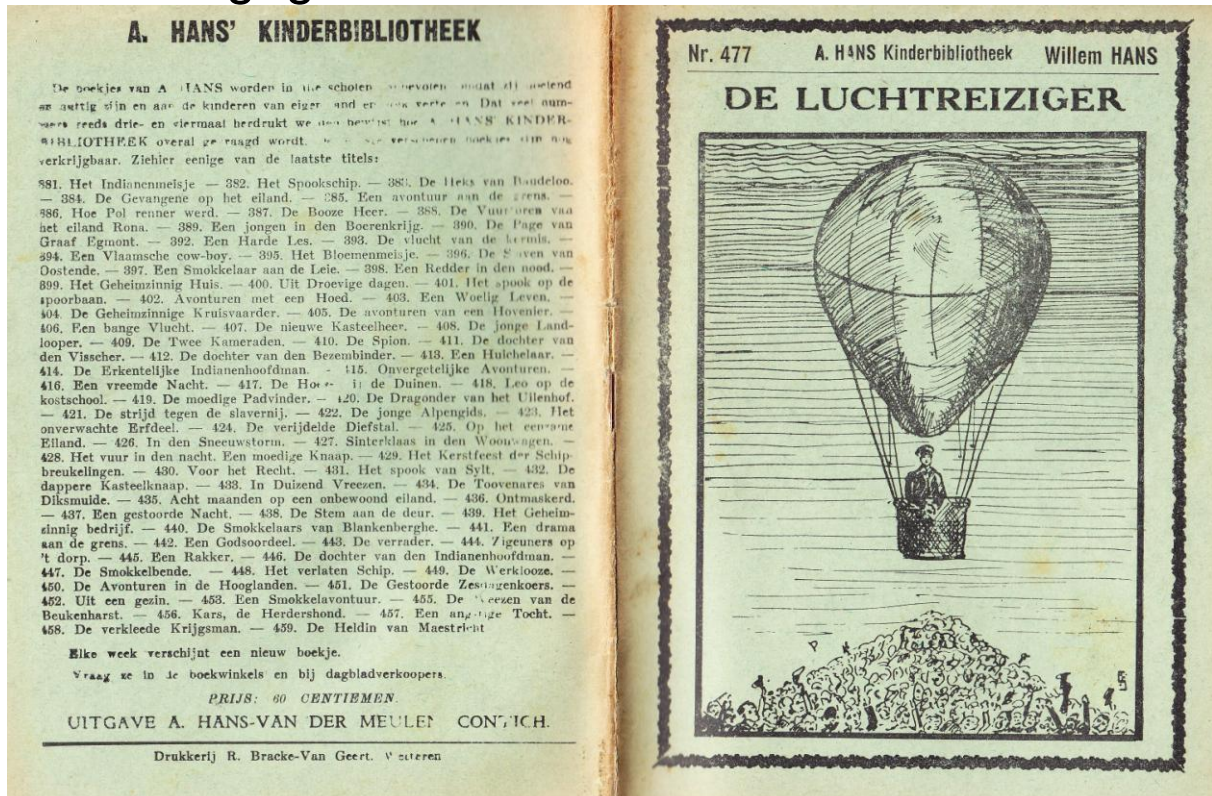 A. HANS' KINDERBIBLIOTHEEK
De boekjes van A HANS worden in scholen zij
en nuttig zijn en aan de kinderen van eigen land en Dat veel num-
mers reeds drie- en viermaal herdrukt A. HANS' KINDER-
BIBLIOTHEEK overal gevraagd wordt. boekjes zijn nog
verkrijgbaar. Ziehier eenige van de laatste titels:
381. Het Indianenmeisje — 382. Het Spookschip. — 383. De Heks van Baudeloo.
— 384. De Gevangene op het eiland. — 385. Een avontuur aan de grens. —
386. Hoe Pol renner werd. — 387. De Booze Heer. — 388. De Vuurtoren van
het eiland Rona. — 389. Een jongen in den Boerenkrijg. — 390. De Page van
Graaf Egmont. — 392. Een Harde Les. — 393. De vlucht van de kermis. —
394. Een Vlaamsche cow-boy. — 395. Het Bloemenmeisje. — 396. De Slaven van
Oostende. — 397. Een Smokkelaar aan de Leie. — 398. Een Redder in den nood. —
399. Het Geheimzinnig Huis. — 400. Uit Droevige dagen. — 401. Het spook op de
spoorbaan. — 402. Avonturen met een Hoed. — 403. Een Woelig Leven. —
404. De Geheimzinnige Kruisvaarder. — 405. De avonturen van een Hovenier. —
406. Een bange Vlucht. — 407. De nieuwe Kasteelheer. — 408. De jonge Land-
looper. — 409. De Twee Kameraden. — 410. De Spion. — 411. De dochter van
den Visscher. — 412. De dochter van den Bezembinder. — 413. Een Huichelaar. —
414. De Erkentelijke Indianenhoofdman. — 415. Onvergetelijke Avonturen. —
416. Een vreemde Nacht. — 417. De de Duinen. — 418. Leo op de
kostschool. — 419. De moedige Padvinder. — 420. De Dragonder van het Uilenhof.
— 421. De strijd tegen de slavernij. — 422. De jonge Alpengids. — 423. Het
onverwachte Erfdeel. — 424. De verijdelde Diefstal. — 425. Op het eenzame
Eiland. — 426. In den Sneeuwstorm. — 427. Sinterklaas in den Woonwagen. —
428. Het vuur in den nacht. Een moedige Knaap. — 429. Het Kerstfeest der Schip-
breukelingen. — 430. Voor het Recht. — 431. Het spook van Sylt. — 432. De
dappere Kasteelknaap. — 433. In Duizend Vreezen. — 434. De Toovenares van
Diksmuide. — 435. Acht maanden op een onbewoond eiland. — 436. Ontmaskerd.
— 437. Een gestoorde Nacht. — 438. De Stem aan de deur. — 439. Het Geheim-
zinnig bedrijf. — 440. De Smokkelaars van Blankenberghe. — 441. Een drama
aan de grens. — 442. Een Godsoordeel. — 443. De verrader. — 444. Zigeuners op
't dorp. — 445. Een Rakker. — 446. De dochter van den Indianenhoofdman. —
447. De Smokkelbende. — 448. Het verlaten Schip. — 449. De Werklooze. —
450. De Avonturen in de Hooglanden. — 451. De Gestoorde Zesdagenkoers. —
452. Uit een gezin. — 453. Een Smokkelavontuur. — 455. De Weezen van de
Beukenharst. — 456. Kars, de Herdershond. — 457. Een angstige Tocht. —
458. De verkleede Krijgsman. — 459. De Heldin van Maestricht
Elke week verschijnt een nieuw boekje.
Vraag ze in de boekwinkels en bij dagbladverkoopers.
PRIJS: 60 CENTIEMEN.
UITGAVE A. HANS-VAN DER MEULEN CONTICH.
Drukkerij R. Bracke-Van Geert. Wetteren
Nr. 477 A. HANS Kinderbibliotheek Willem HANS
DE LUCHTREIZIGER